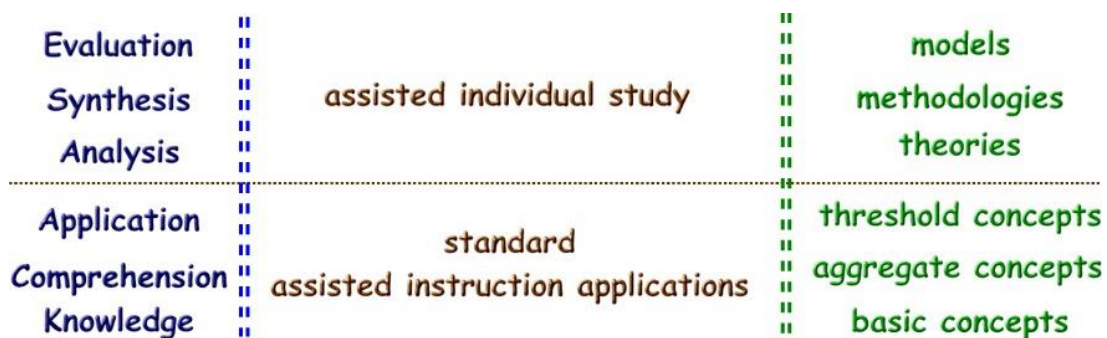 Evaluation
Synthesis
Analysis
assisted individual study
models
methodologies
theories
Application
Comprehension
Knowledge
standard
assisted instruction applications
threshold concepts
aggregate concepts
basic concepts